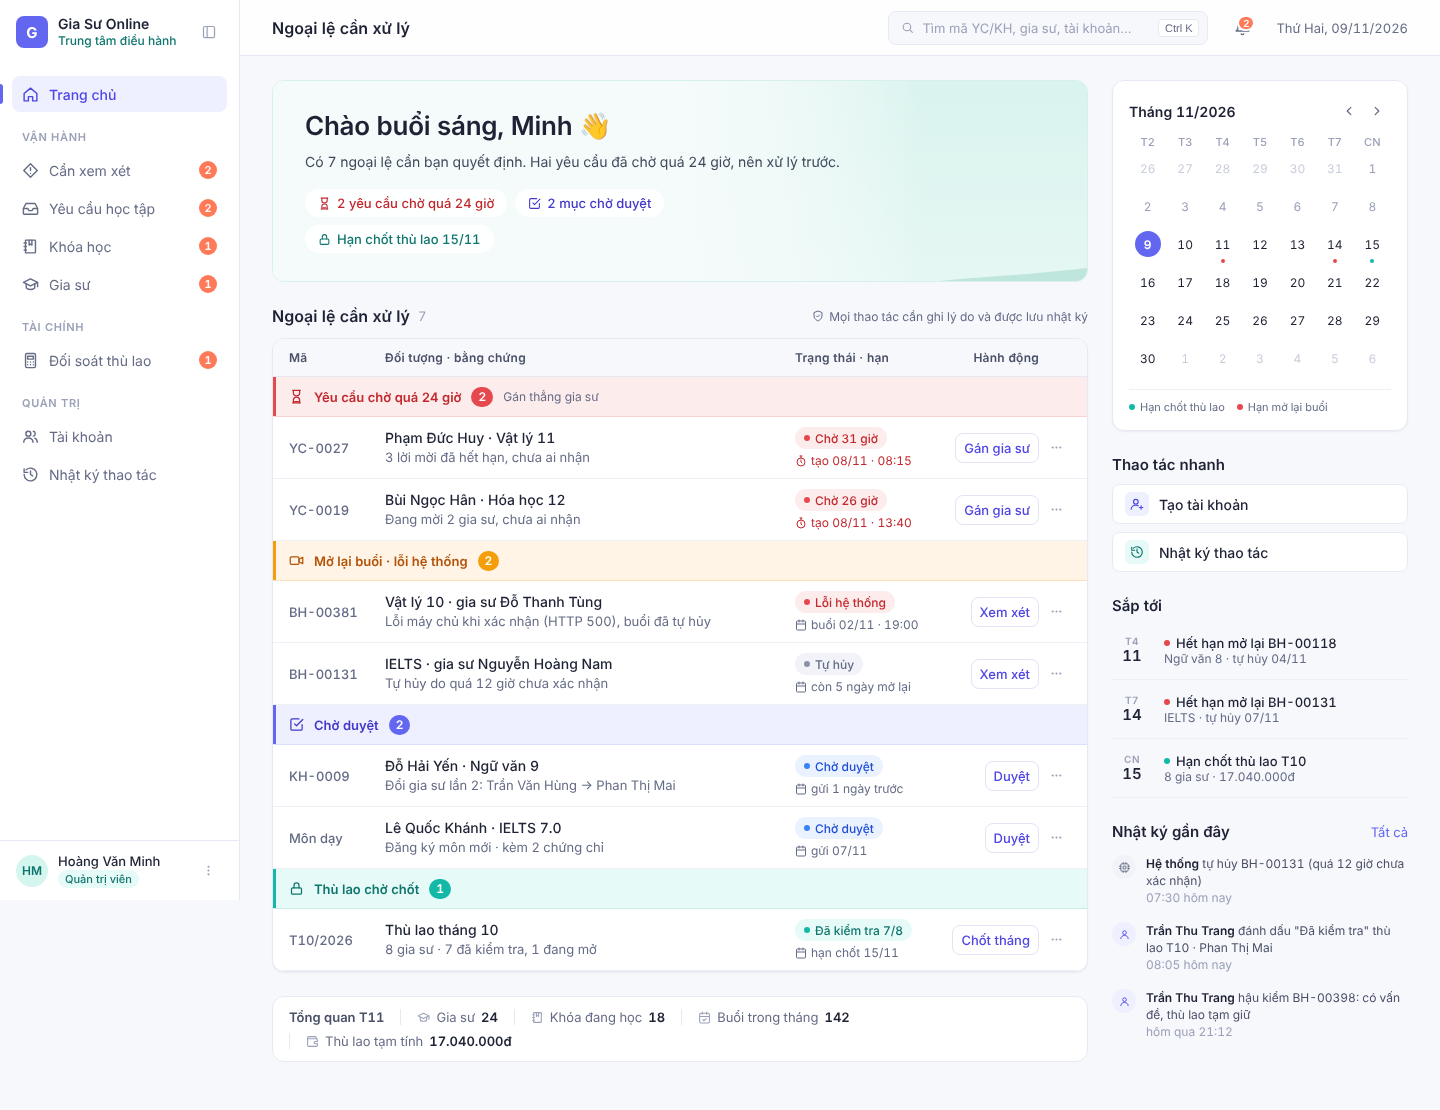 G
Gia Sư Online
Trung tâm điều hành
Trang chủ
VẬN HÀNH
Cần xem xét
2
Yêu cầu học tập
2
Khóa học
1
Gia sư
1
TÀI CHÍNH
Đối soát thù lao
1
QUẢN TRỊ
Tài khoản
Nhật ký thao tác
HM
Hoàng Văn Minh
Quản trị viên
Ngoại lệ cần xử lý
Tìm mã YC/KH, gia sư, tài khoản...
Ctrl K
2
Thứ Hai, 09/11/2026
Chào buổi sáng, Minh 👋
Có 7 ngoại lệ cần bạn quyết định. Hai yêu cầu đã chờ quá 24 giờ, nên xử lý trước.
2 yêu cầu chờ quá 24 giờ
2 mục chờ duyệt
Hạn chốt thù lao 15/11
Ngoại lệ cần xử lý 7
Mọi thao tác cần ghi lý do và được lưu nhật ký
Mã Đối tượng · bằng chứng Trạng thái · hạn Hành động
Yêu cầu chờ quá 24 giờ 2 Gán thẳng gia sư
YC-0027
Phạm Đức Huy · Vật lý 11
3 lời mời đã hết hạn, chưa ai nhận
Chờ 31 giờ
tạo 08/11 · 08:15
Gán gia sư
YC-0019
Bùi Ngọc Hân · Hóa học 12
Đang mời 2 gia sư, chưa ai nhận
Chờ 26 giờ
tạo 08/11 · 13:40
Gán gia sư
Mở lại buổi · lỗi hệ thống 2
BH-00381
Vật lý 10 · gia sư Đỗ Thanh Tùng
Lỗi máy chủ khi xác nhận (HTTP 500), buổi đã tự hủy
Lỗi hệ thống
buổi 02/11 · 19:00
Xem xét
BH-00131
IELTS · gia sư Nguyễn Hoàng Nam
Tự hủy do quá 12 giờ chưa xác nhận
Tự hủy
còn 5 ngày mở lại
Xem xét
Chờ duyệt 2
KH-0009
Đỗ Hải Yến · Ngữ văn 9
Đổi gia sư lần 2: Trần Văn Hùng → Phan Thị Mai
Chờ duyệt
gửi 1 ngày trước
Duyệt
Môn dạy
Lê Quốc Khánh · IELTS 7.0
Đăng ký môn mới · kèm 2 chứng chỉ
Chờ duyệt
gửi 07/11
Duyệt
Thù lao chờ chốt 1
T10/2026
Thù lao tháng 10
8 gia sư · 7 đã kiểm tra, 1 đang mở
Đã kiểm tra 7/8
hạn chốt 15/11
Chốt tháng
Tổng quan T11
Gia sư 24
Khóa đang học 18
Buổi trong tháng 142
Thù lao tạm tính 17.040.000đ
Tháng 11/2026
T2 T3 T4 T5 T6 T7 CN
26 27 28 29 30 31 1
2 3 4 5 6 7 8
9 10 11 12 13 14 15
16 17 18 19 20 21 22
23 24 25 26 27 28 29
30 1 2 3 4 5 6
Hạn chốt thù lao
Hạn mở lại buổi
Thao tác nhanh
Tạo tài khoản
Nhật ký thao tác
Sắp tới
T4
11
Hết hạn mở lại BH-00118
Ngữ văn 8 · tự hủy 04/11
T7
14
Hết hạn mở lại BH-00131
IELTS · tự hủy 07/11
CN
15
Hạn chốt thù lao T10
8 gia sư · 17.040.000đ
Nhật ký gần đây
Tất cả
Hệ thống tự hủy BH-00131 (quá 12 giờ chưa
xác nhận)
07:30 hôm nay
Trần Thu Trang đánh dấu "Đã kiểm tra" thù
lao T10 · Phan Thị Mai
08:05 hôm nay
Trần Thu Trang hậu kiểm BH-00398: có vấn
đề, thù lao tạm giữ
hôm qua 21:12